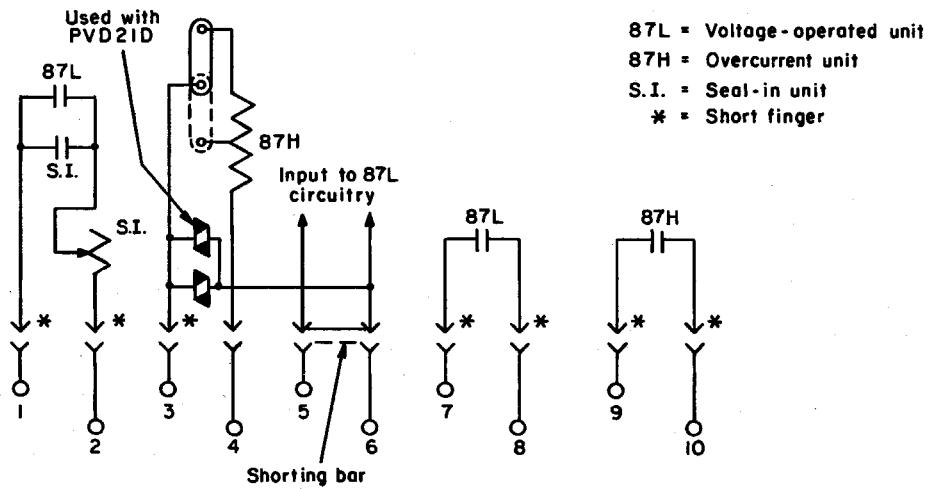 Used with
PVD21D
87L = Voltage-operated unit
87H = Overcurrent unit
S.I. = Seal-in unit
* = Short finger
87L
S.I.
87H
S.I.
Input to 87L
circuitry
87L
87H
* * * * * * *
1 2 3 4 5 6 7 8 9 10
Shorting bar